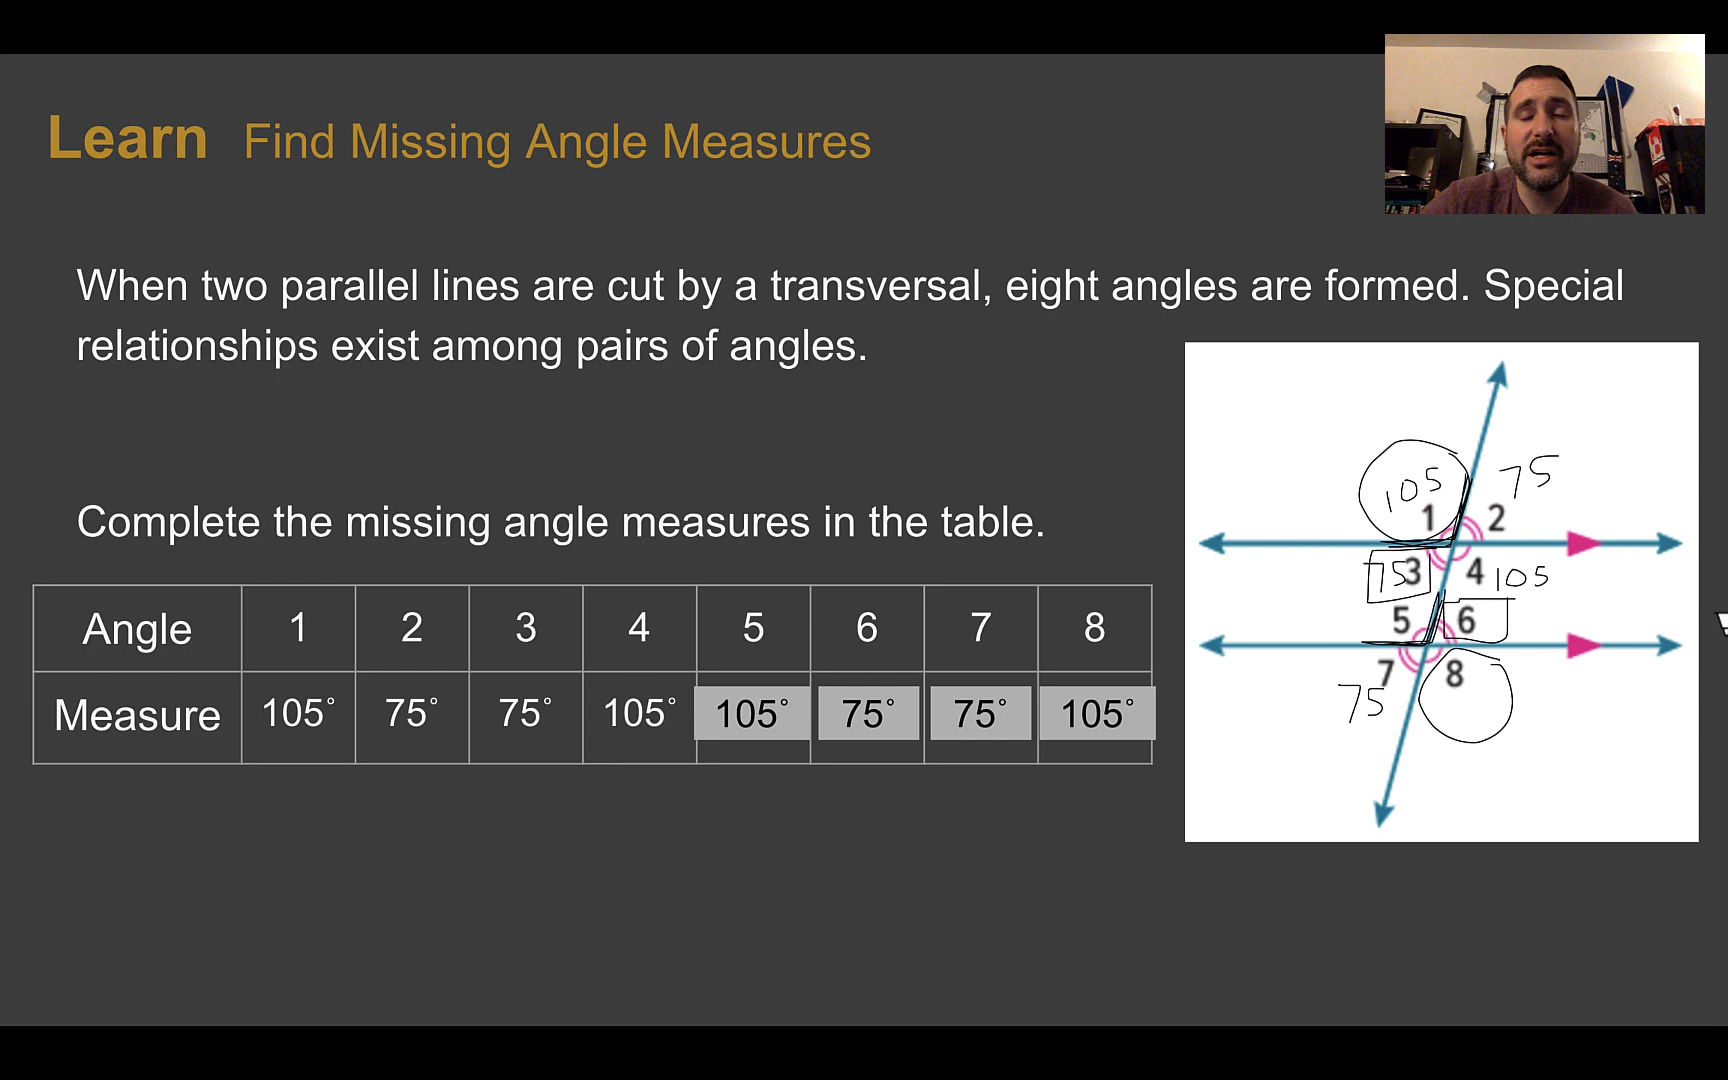 Learn Find Missing Angle Measures
When two parallel lines are cut by a transversal, eight angles are formed. Special
relationships exist among pairs of angles.
Complete the missing angle measures in the table.
Angle 1 2 3 4 5 6 7 8
Measure 105° 75° 75° 105° 105° 75° 75° 105°
105 75
1 2
75 3 4 105
5 6
7 8
75